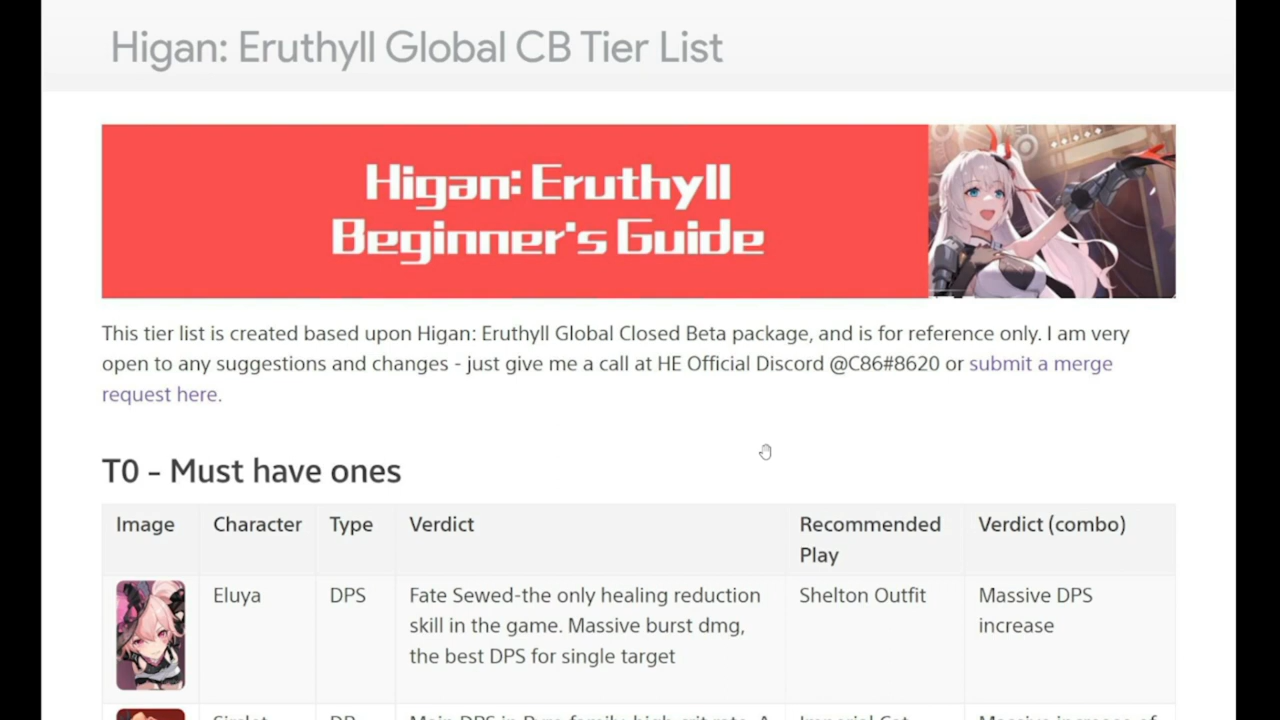 Higan: Eruthyll Global CB Tier List
Higan: Eruthyll
Beginner's Guide
This tier list is created based upon Higan: Eruthyll Global Closed Beta package, and is for reference only. I am very
open to any suggestions and changes - just give me a call at HE Official Discord @C86#8620 or submit a merge
request here.
T0 - Must have ones
Image Character Type Verdict Recommended Play Verdict (combo)
Eluya DPS Fate Sewed-the only healing reduction Shelton Outfit Massive DPS
skill in the game. Massive burst dmg, increase
the best DPS for single target